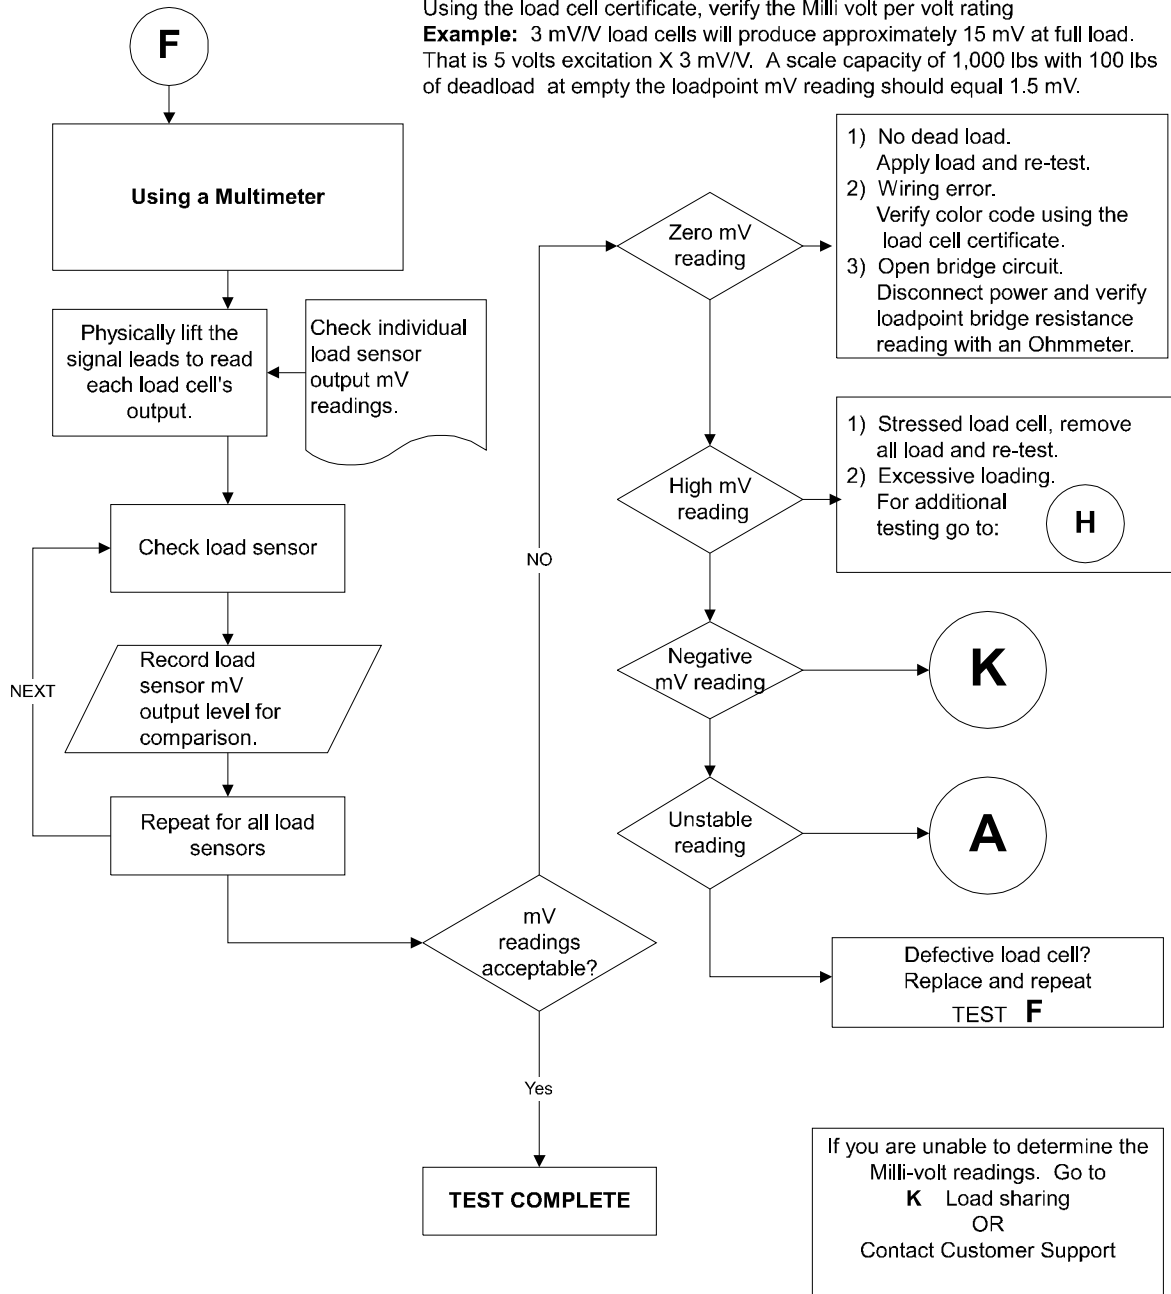 Using the load cell certificate, verify the Milli volt per volt rating
Example: 3 mV/V load cells will produce approximately 15 mV at full load.
That is 5 volts excitation X 3 mV/V. A scale capacity of 1,000 lbs with 100 lbs
of deadload at empty the loadpoint mV reading should equal 1.5 mV.
F
Using a Multimeter
Physically lift the
signal leads to read
each load cell's
output.
Check individual
load sensor
output mV
readings.
Check load sensor
Record load
sensor mV
output level for
comparison.
NEXT
Repeat for all load
sensors
mV
readings
acceptable?
NO
Yes
TEST COMPLETE
Zero mV
reading
1) No dead load.
Apply load and re-test.
2) Wiring error.
Verify color code using the
load cell certificate.
3) Open bridge circuit.
Disconnect power and verify
loadpoint bridge resistance
reading with an Ohmmeter.
High mV
reading
1) Stressed load cell, remove
all load and re-test.
2) Excessive loading.
For additional
testing go to:
H
Negative
mV reading
K
Unstable
reading
A
Defective load cell?
Replace and repeat
TEST F
If you are unable to determine the
Milli-volt readings. Go to
K Load sharing
OR
Contact Customer Support